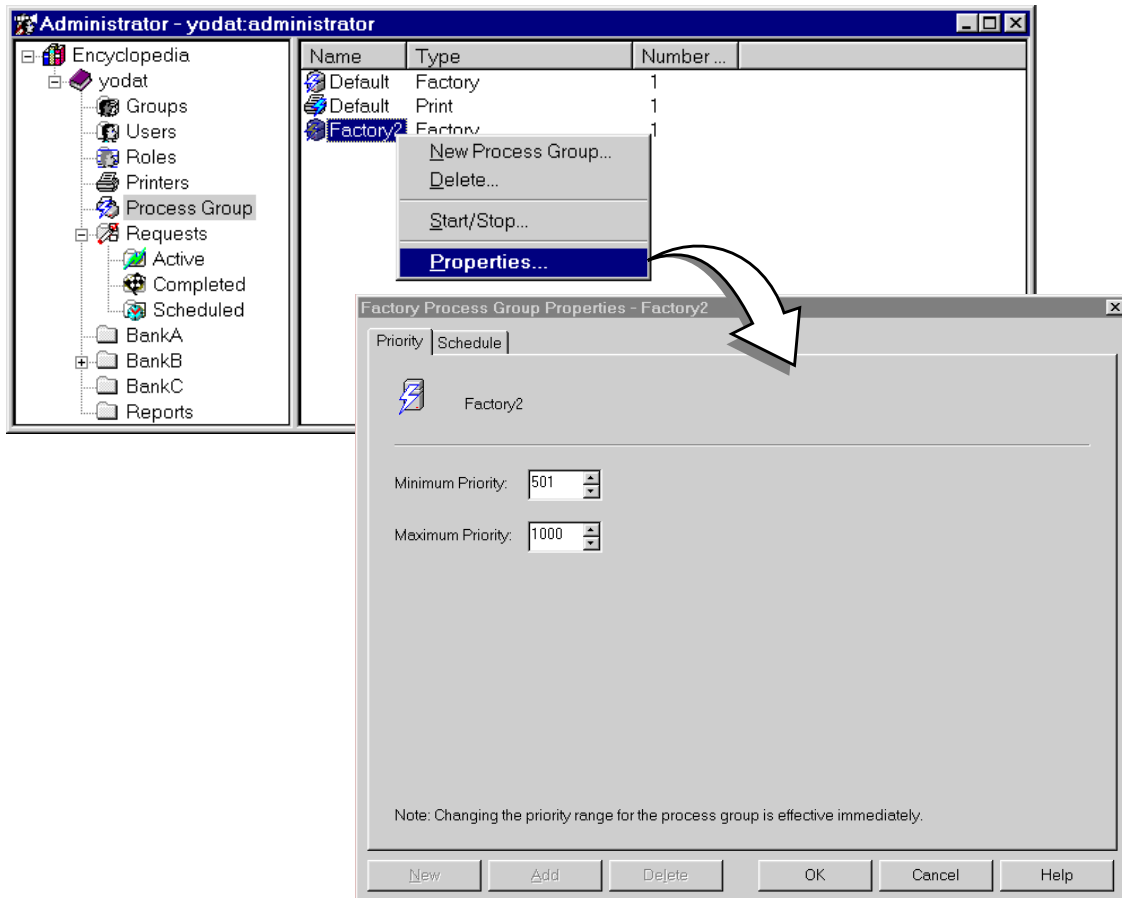 Administrator - yodat:administrator
Encyclopedia
yodat
Groups
Users
Roles
Printers
Process Group
Requests
Active
Completed
Scheduled
BankA
BankB
BankC
Reports
Name Type Number ...
Default Factory 1
Default Print 1
Factory2 Factory 1
New Process Group...
Delete...
Start/Stop...
Properties...
Factory Process Group Properties - Factory2
Priority Schedule
Factory2
Minimum Priority: 501
Maximum Priority: 1000
Note: Changing the priority range for the process group is effective immediately.
New Add Delete OK Cancel Help